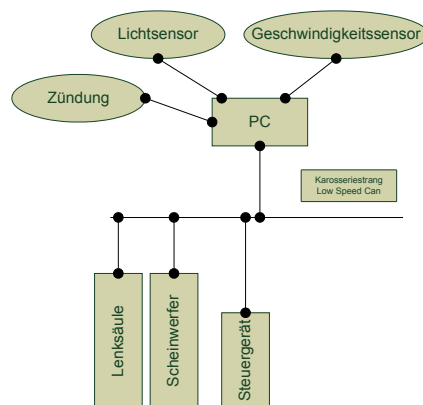 Lichtsensor
Geschwindigkeitssensor
Zündung
PC
Karosseriestrang
Low Speed Can
Lenksäule
Scheinwerfer
Steuergerät